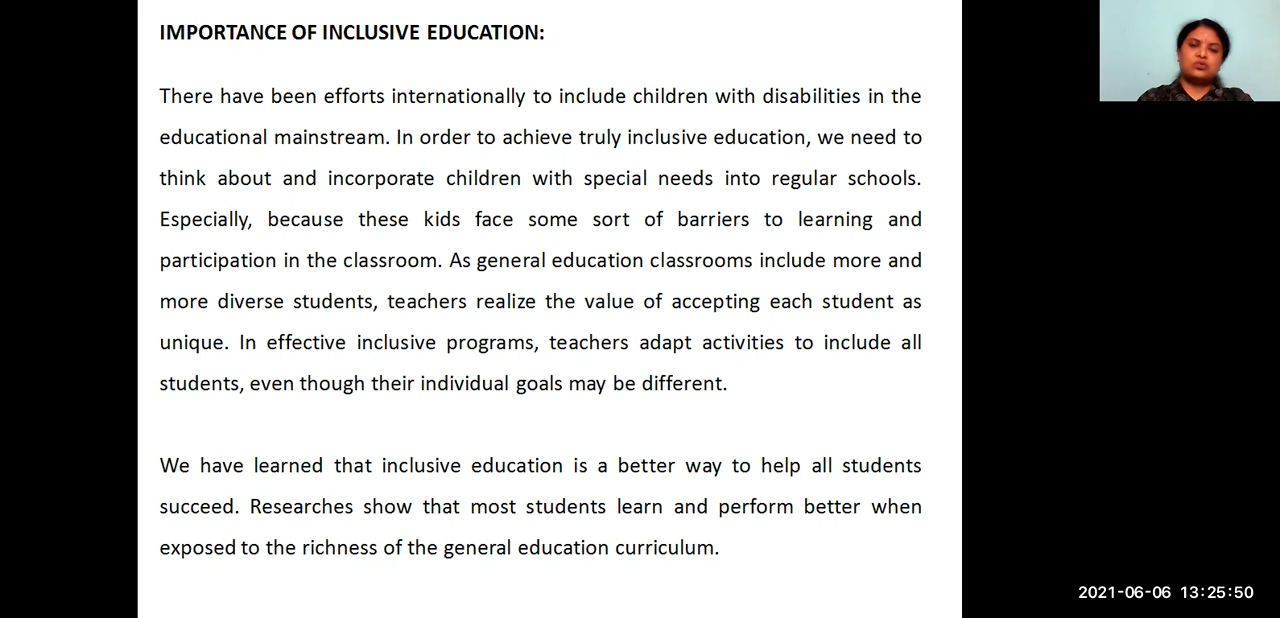 IMPORTANCE OF INCLUSIVE EDUCATION:
There have been efforts internationally to include children with disabilities in the
educational mainstream. In order to achieve truly inclusive education, we need to
think about and incorporate children with special needs into regular schools.
Especially, because these kids face some sort of barriers to learning and
participation in the classroom. As general education classrooms include more and
more diverse students, teachers realize the value of accepting each student as
unique. In effective inclusive programs, teachers adapt activities to include all
students, even though their individual goals may be different.
We have learned that inclusive education is a better way to help all students
succeed. Researches show that most students learn and perform better when
exposed to the richness of the general education curriculum.
2021-06-06 13:25:50